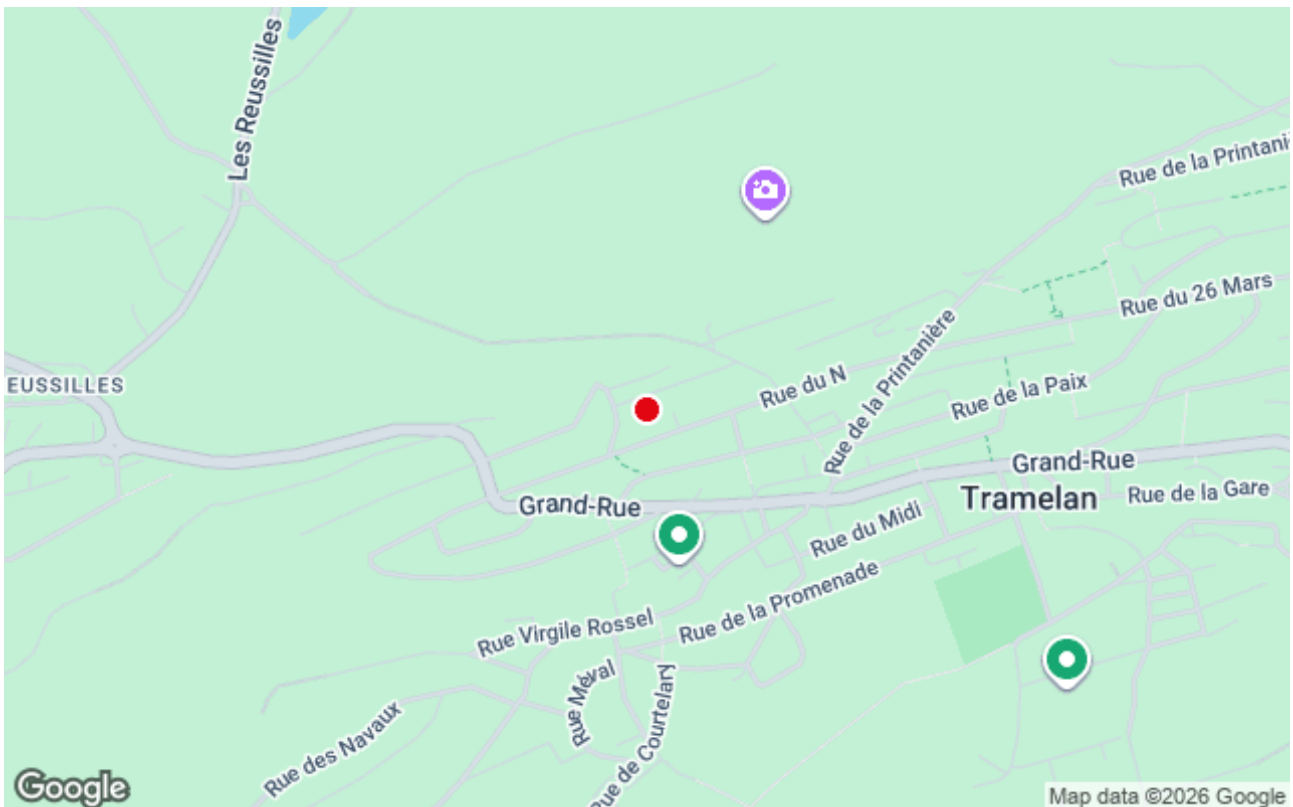 Les Reussilles
Rue de la Printani
Rue du 26 Mars
Rue de la Printanière
EUSSILLES
Rue du N
Rue de la Paix
Grand-Rue
Grand-Rue
Tramelan
Rue de la Gare
Rue du Midi
Rue de la Promenade
Rue Virgile Rossel
Rue Méval
Rue de Courtelary
Rue des Navaux
Google
Map data ©2026 Google